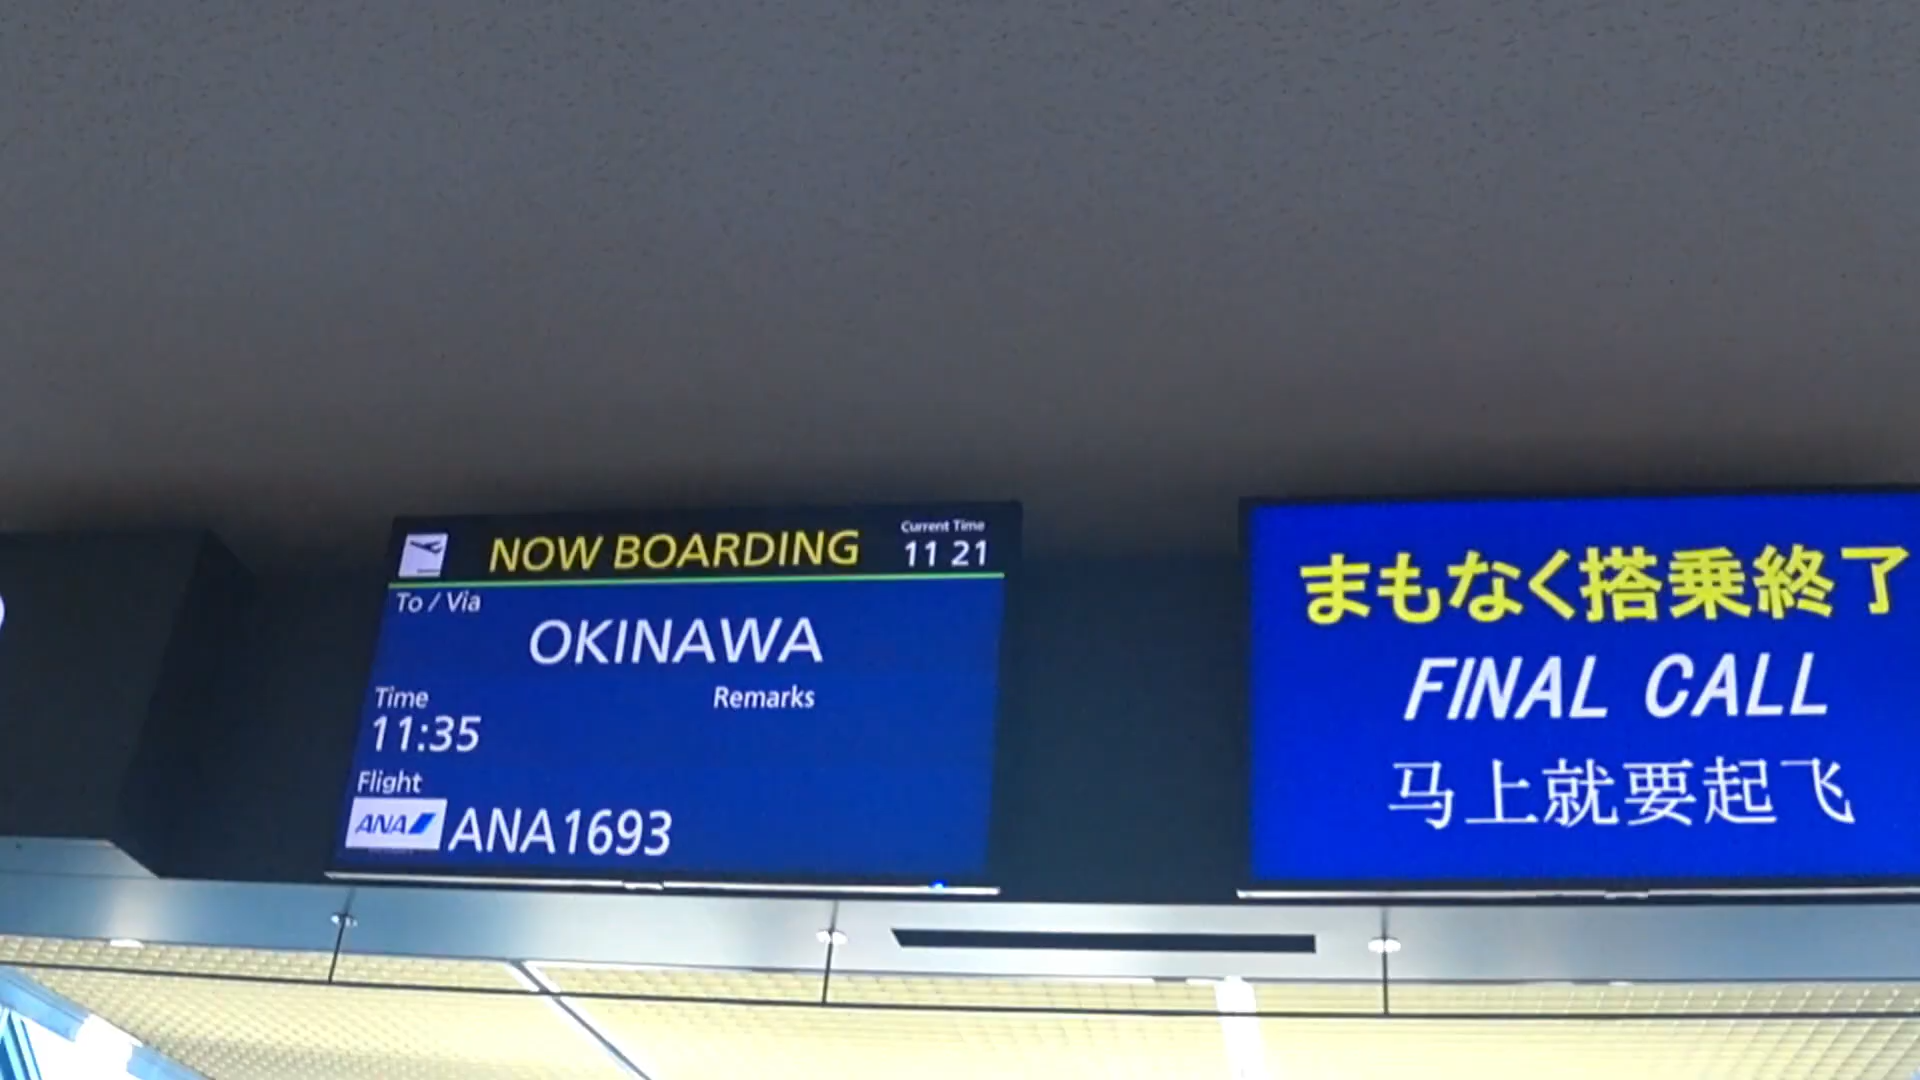 NOW BOARDING
Current Time
11 21
To / Via
OKINAWA
Time
Remarks
11:35
Flight
ANA
ANA1693
まもなく搭乗終了
FINAL CALL
马上就要起飞